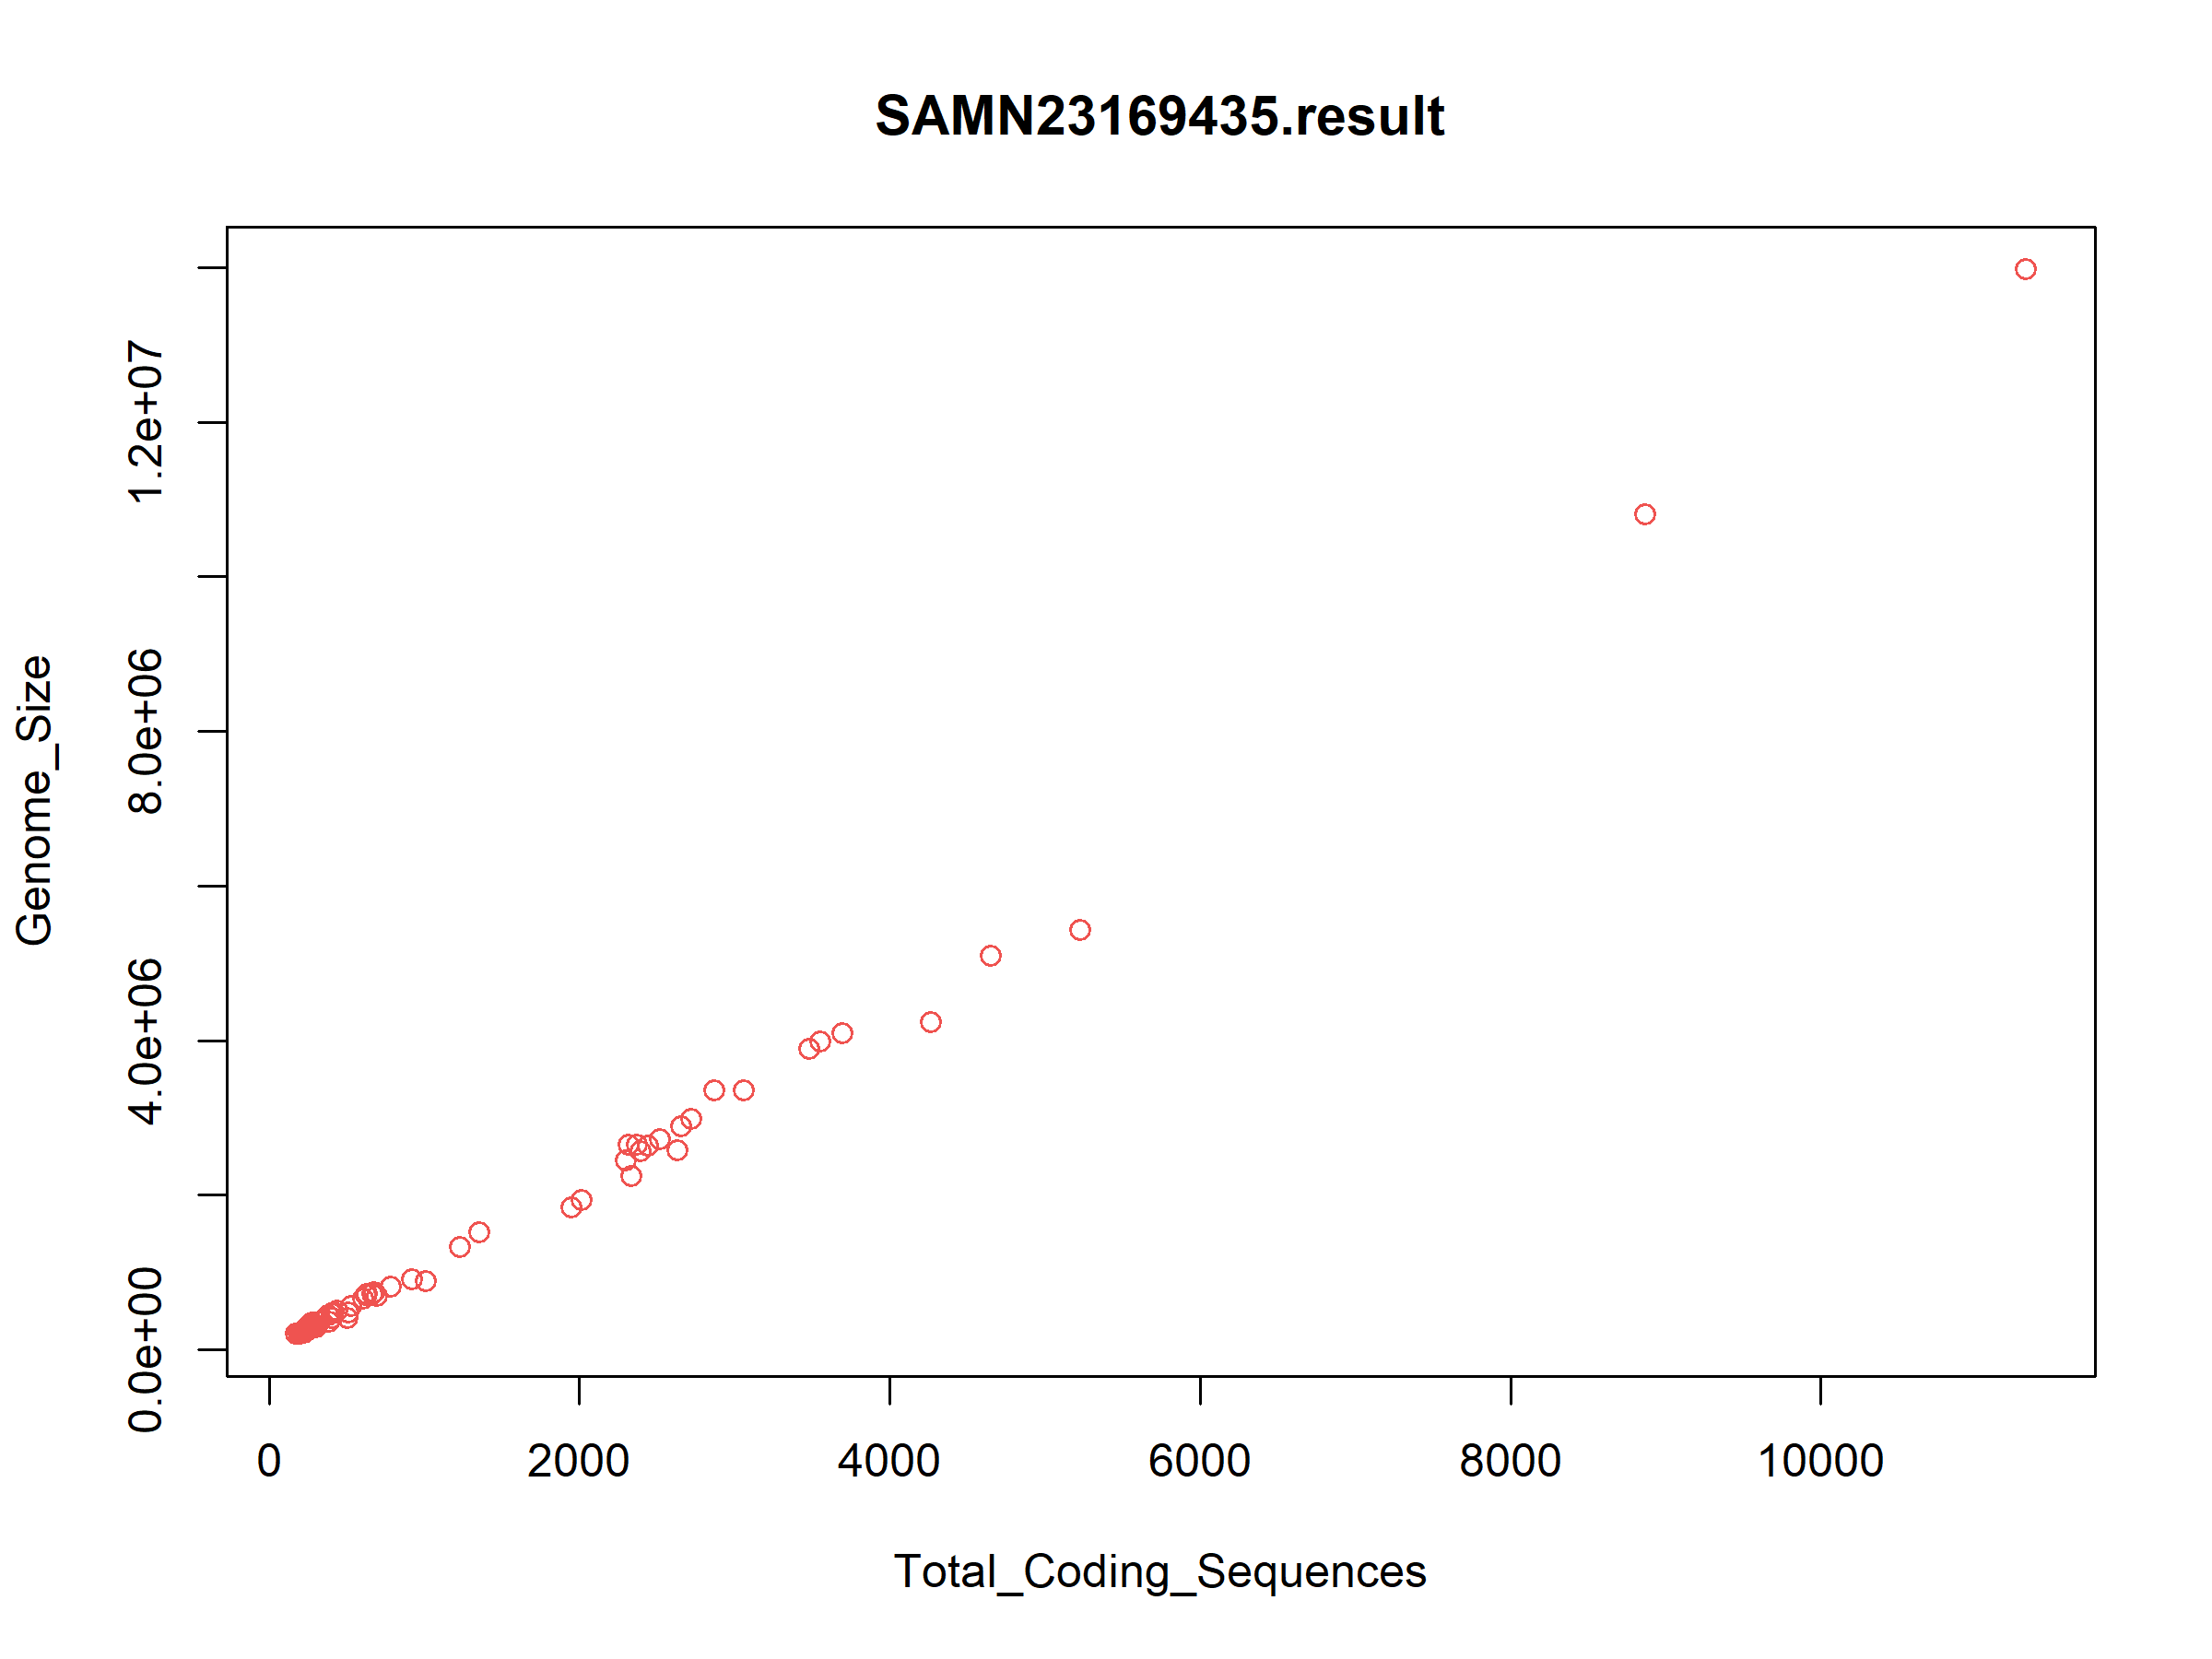 SAMN23169435.result
Genome_Size
1.2e+07
8.0e+06
4.0e+06
0.0e+00
0 2000 4000 6000 8000 10000
Total_Coding_Sequences